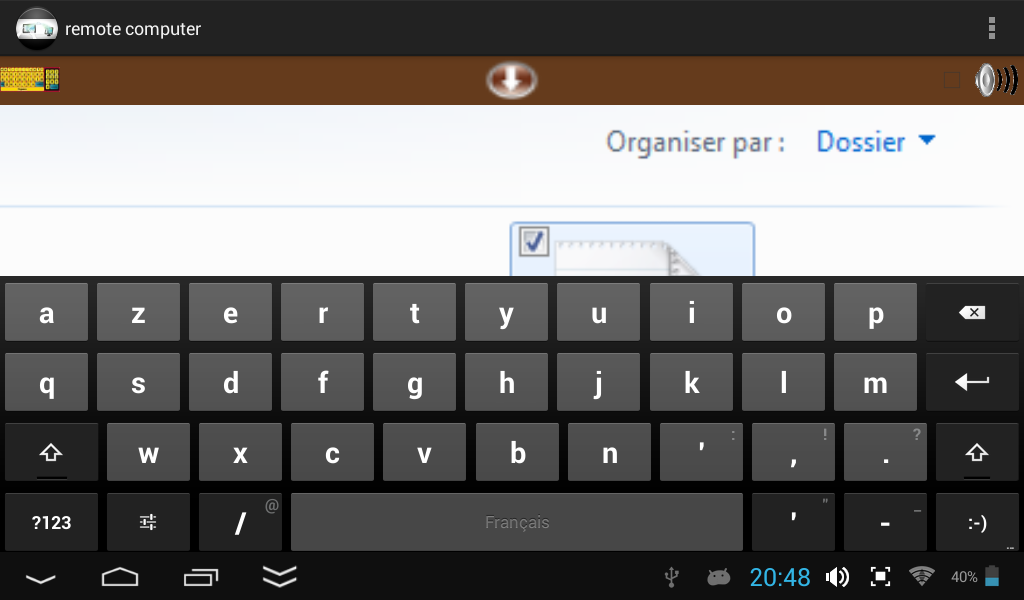 remote computer
Organiser par : Dossier
a z e r t y u i o p
q s d f g h j k l m
w x c v b n ' : , ! . ?
?123 / @ Français ' " - _ :-) ...
20:48 40%